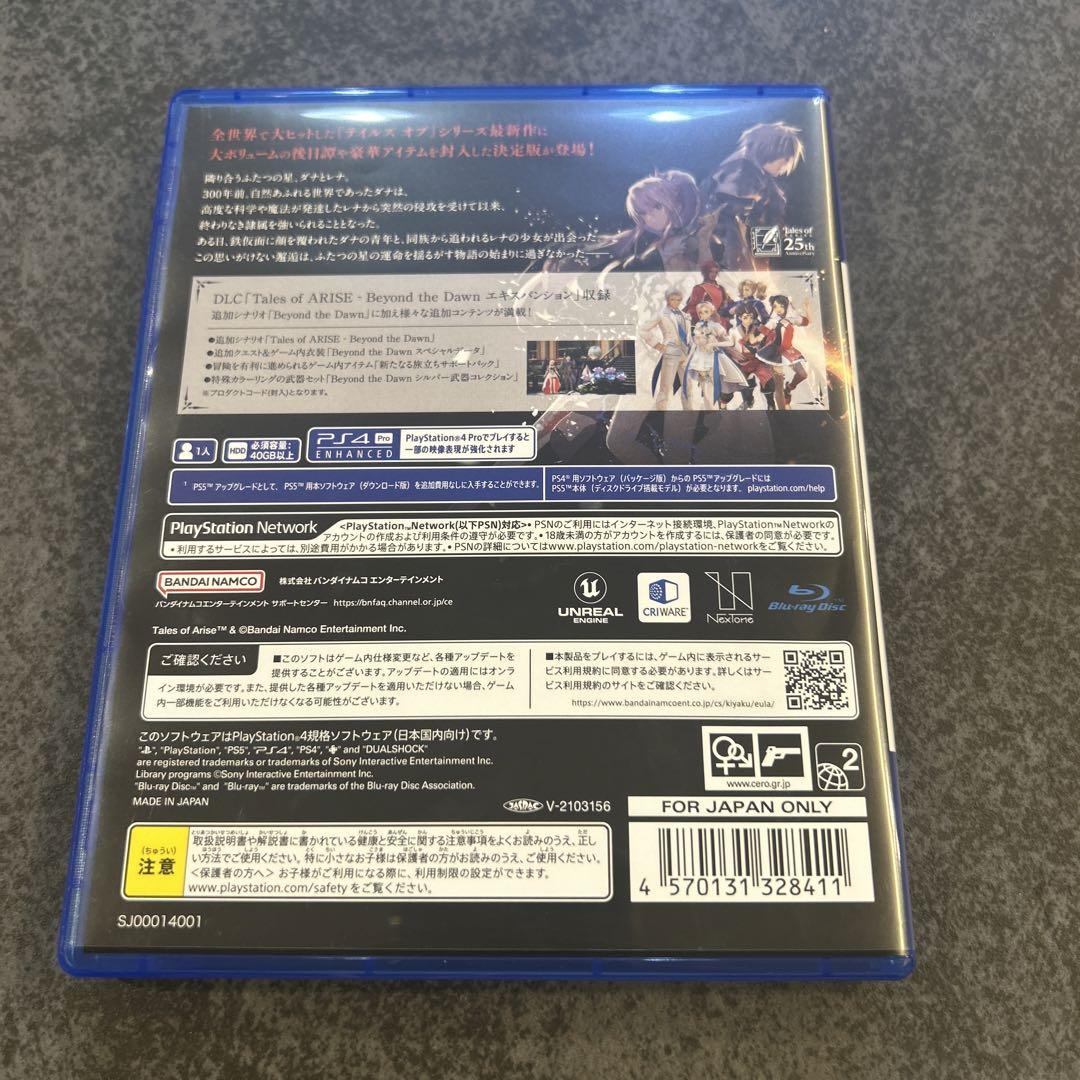 全世界で大ヒットした「テイルズ オブ」シリーズ最新作に
大ボリュームの後日譚や豪華アイテムを封入した決定版が登場!
隣り合うふたつの星、ダナとレナ。
300年前。自然あふれる世界であったダナは、
高度な科学や魔法が発達したレナから突然の侵攻を受けて以来、
終わりなき隷属を強いられることとなった。
ある日、鉄仮面に顔を覆われたダナの青年と、同族から追われるレナの少女が出会った。
この思いがけない邂逅は、ふたつの星の運命を揺るがす物語の始まりに過ぎなかった――
Tales of
25th
Anniversary
DLC「Tales of ARISE - Beyond the Dawn エキスパンション」収録
追加シナリオ「Beyond the Dawn」に加え様々な追加コンテンツが満載!
●追加シナリオ「Tales of ARISE - Beyond the Dawn」
●追加クエスト&ゲーム内衣装「Beyond the Dawn スペシャルデータ」
●冒険を有利に進められるゲーム内アイテム「新たなる旅立ちサポートパック」
●特殊カラーリングの武器セット「Beyond the Dawn シルバー武器コレクション」
※プロダクトコード(封入)となります。
1人
HDD 必須容量:
40GB以上
PS4 Pro
ENHANCED
PlayStation®4 Proでプレイすると
一部の映像表現が強化されます
¹ PS5™アップグレードとして、PS5™用本ソフトウェア(ダウンロード版)を追加費用なしに入手することができます。
PS4®用ソフトウェア(パッケージ版)からのPS5™アップグレードには
PS5™本体(ディスクドライブ搭載モデル)が必要となります。playstation.com/help
PlayStation Network
<PlayStation™Network(以下PSN)対応>• PSNのご利用にはインターネット接続環境、PlayStation™Networkの
アカウントの作成および利用条件の遵守が必要です。• 18歳未満の方がアカウントを作成するには、保護者の同意が必要です。
• 利用するサービスによっては、別途費用がかかる場合があります。• PSNの詳細についてはwww.playstation.com/playstation-networkをご覧ください。
BANDAI NAMCO
株式会社 バンダイナムコ エンターテインメント
バンダイナムコエンターテインメント サポートセンター https://bnfaq.channel.or.jp/ce
UNREAL
ENGINE
CRIWARE
NexTone
Blu-ray Disc™
Tales of Arise™ & ©Bandai Namco Entertainment Inc.
ご確認ください
■このソフトはゲーム内仕様変更など、各種アップデートを
提供することがございます。アップデートの適用にはオンラ
イン環境が必要です。また、提供した各種アップデートを適用いただけない場合、ゲーム
内一部機能をご利用いただけなくなる可能性がございます。
■本製品をプレイするには、ゲーム内に表示されるサー
ビス利用規約に同意する必要があります。詳しくはサー
ビス利用規約のサイトをご確認ください。
https://www.bandainamcoent.co.jp/cs/kiyaku/eula/
このソフトウェアはPlayStation®4規格ソフトウェア(日本国内向け)です。
" ", "PlayStation", "PS5", "PS4", "PS4", " " and "DUALSHOCK"
are registered trademarks or trademarks of Sony Interactive Entertainment Inc.
Library programs ©Sony Interactive Entertainment Inc.
"Blu-ray Disc™" and "Blu-ray™" are trademarks of the Blu-ray Disc Association.
MADE IN JAPAN
JASRAC V-2103156
www.cero.gr.jp
2
FOR JAPAN ONLY
(ちゅうい)
注意
取扱説明書や解説書に書かれている健康と安全に関する注意事項をよくお読みのうえ、正し
い方法でご使用ください。特に小さなお子様は保護者の方がお読みのうえ、ご使用ください。
<保護者の方へ> お子様がご利用になる際に、利用制限の設定ができます。
www.playstation.com/safety をご覧ください。
4 570131 328411
SJ00014001